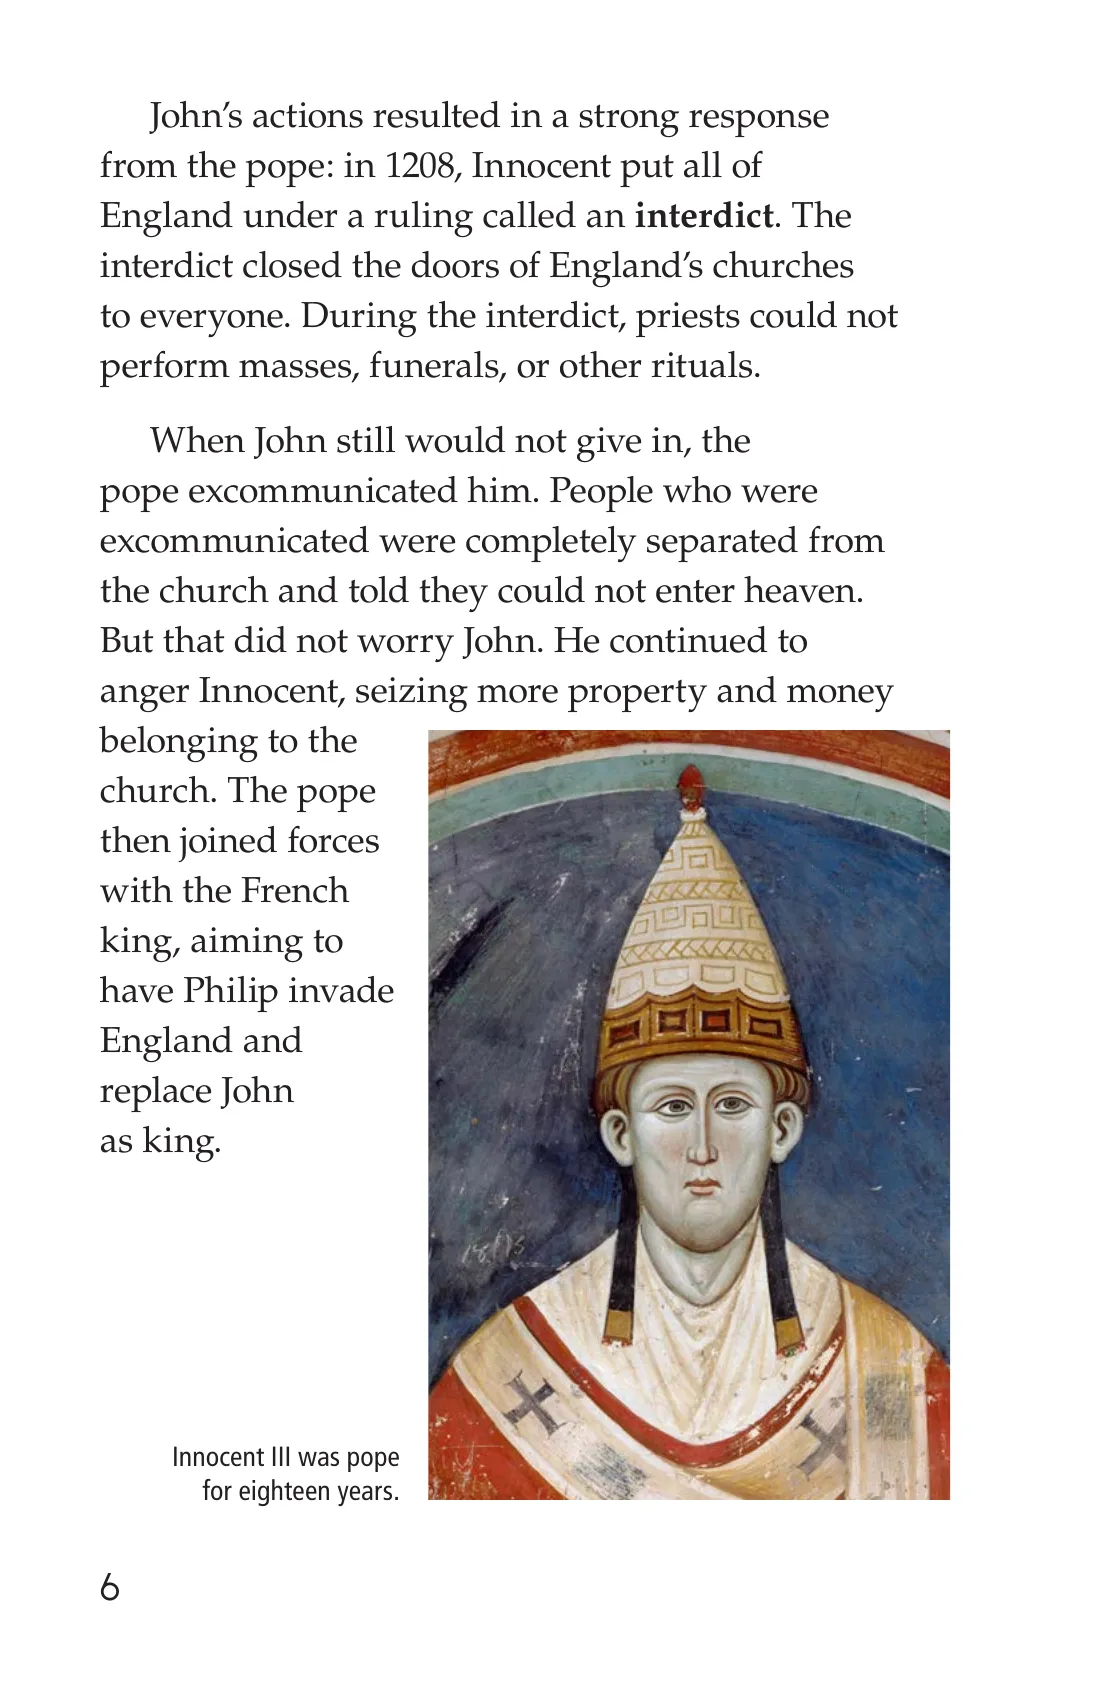 John’s actions resulted in a strong response
from the pope: in 1208, Innocent put all of
England under a ruling called an interdict. The
interdict closed the doors of England’s churches
to everyone. During the interdict, priests could not
perform masses, funerals, or other rituals.
When John still would not give in, the
pope excommunicated him. People who were
excommunicated were completely separated from
the church and told they could not enter heaven.
But that did not worry John. He continued to
anger Innocent, seizing more property and money
belonging to the
church. The pope
then joined forces
with the French
king, aiming to
have Philip invade
England and
replace John
as king.
Innocent III was pope
for eighteen years.
6